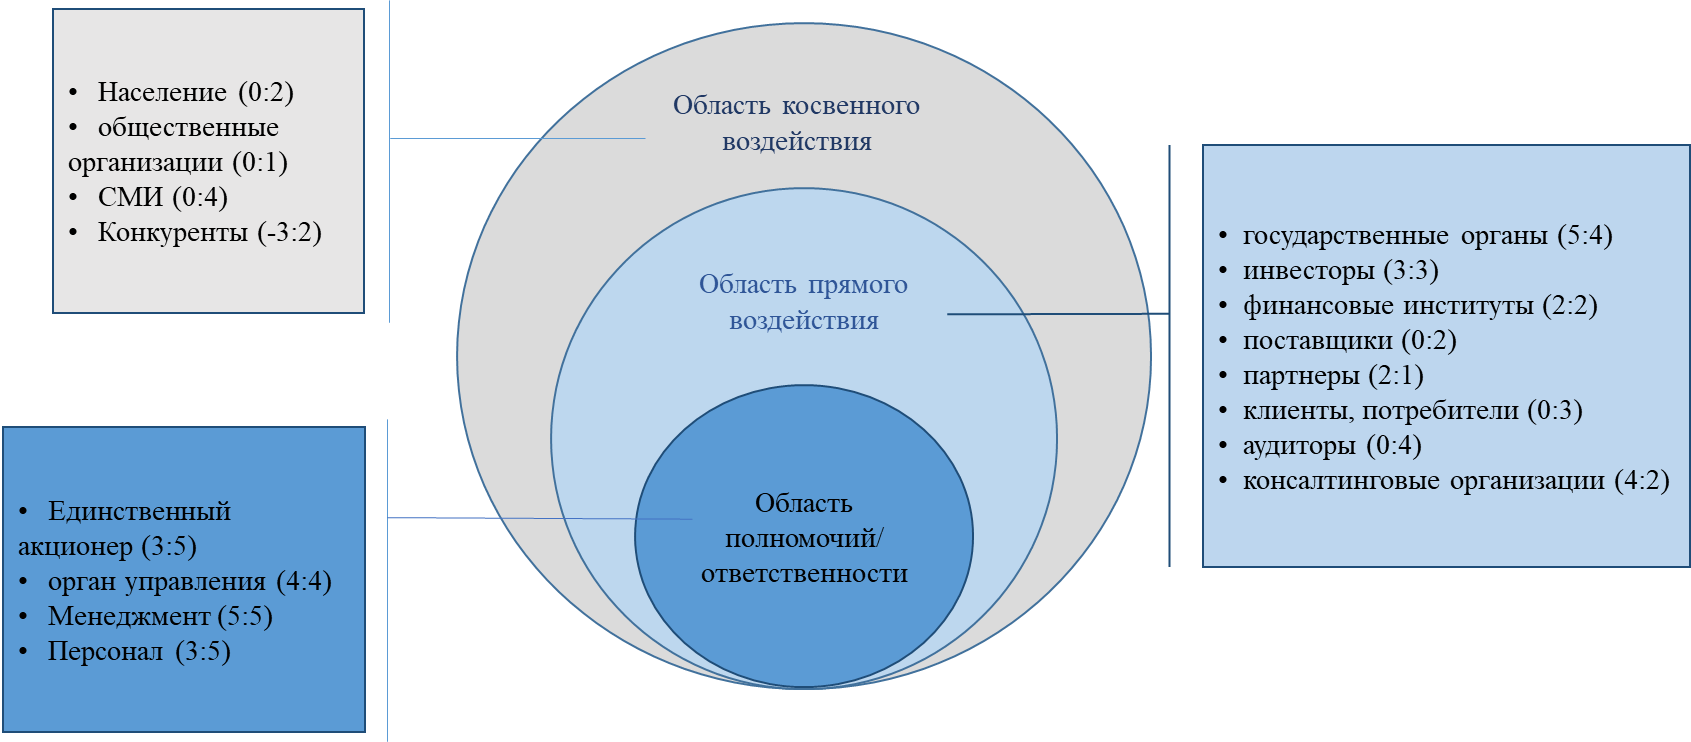 • Население (0:2)
• общественные
организации (0:1)
• СМИ (0:4)
• Конкуренты (-3:2)
Область косвенного
воздействия
Область прямого
воздействия
• государственные органы (5:4)
• инвесторы (3:3)
• финансовые институты (2:2)
• поставщики (0:2)
• партнеры (2:1)
• клиенты, потребители (0:3)
• аудиторы (0:4)
• консалтинговые организации (4:2)
• Единственный
акционер (3:5)
• орган управления (4:4)
• Менеджмент (5:5)
• Персонал (3:5)
Область
полномочий/
ответственности